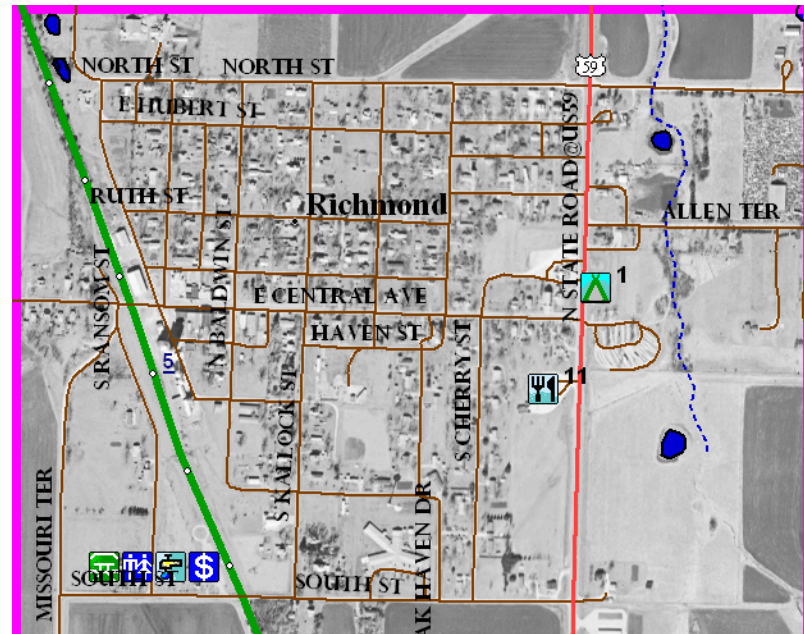 NORTH ST
NORTH ST
59
E HUBERT ST
RUTH ST
Richmond
ALLEN TER
N STATE ROAD@US59
S RANSOM ST
N BALDWIN ST
1
E CENTRAL AVE
HAVEN ST
S CHERRY ST
5
11
S KALLOCK ST
MISSOURI TER
AK HAVEN DR
$
SOUTH ST
SOUTH ST